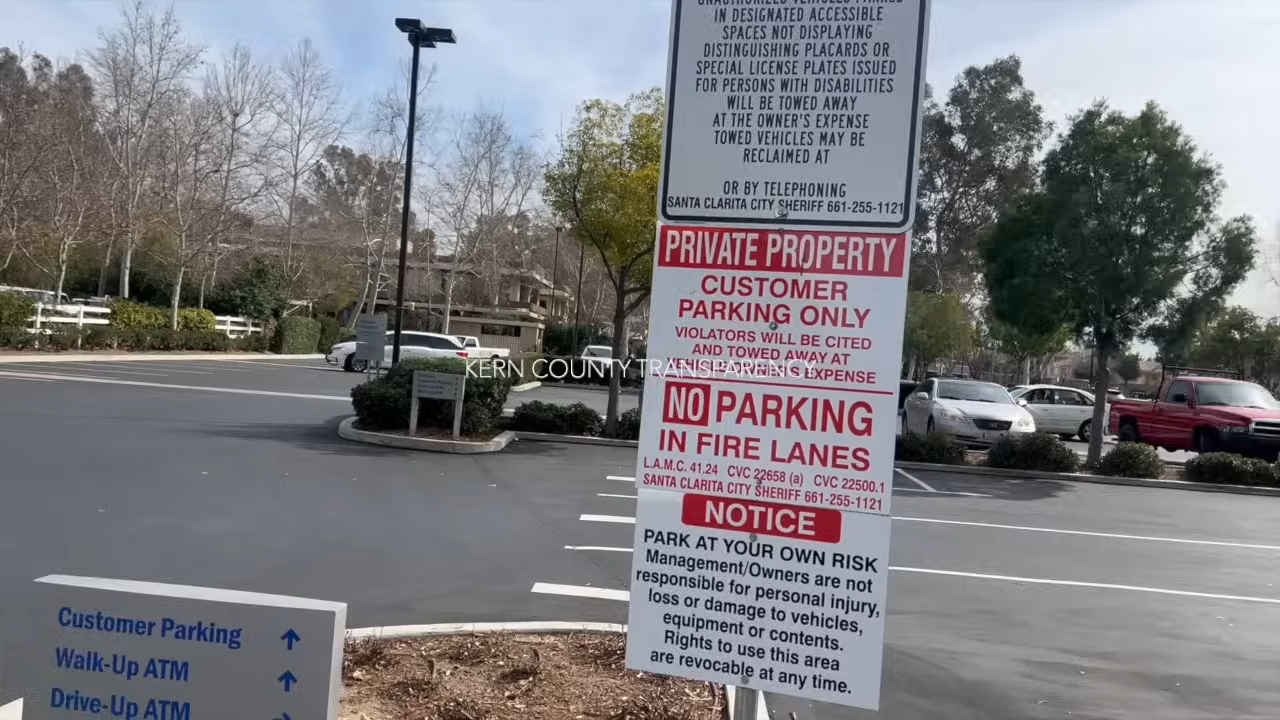 UNAUTHORIZED VEHICLES PARKED
IN DESIGNATED ACCESSIBLE
SPACES NOT DISPLAYING
DISTINGUISHING PLACARDS OR
SPECIAL LICENSE PLATES ISSUED
FOR PERSONS WITH DISABILITIES
WILL BE TOWED AWAY
AT THE OWNER'S EXPENSE
TOWED VEHICLES MAY BE
RECLAIMED AT
OR BY TELEPHONING
SANTA CLARITA CITY SHERIFF 661-255-1121
PRIVATE PROPERTY
CUSTOMER
PARKING ONLY
VIOLATORS WILL BE CITED
AND TOWED AWAY AT
VEHICLE OWNER'S EXPENSE
KERN COUNTY TRANSPARENCY
NO PARKING
IN FIRE LANES
L.A.M.C. 41.24 CVC 22658 (a) CVC 22500.1
SANTA CLARITA CITY SHERIFF 661-255-1121
NOTICE
PARK AT YOUR OWN RISK
Management/Owners are not
responsible for personal injury,
loss or damage to vehicles,
equipment or contents.
Rights to use this area
are revocable at any time.
Customer Parking ↑
Walk-Up ATM ↑
Drive-Up ATM